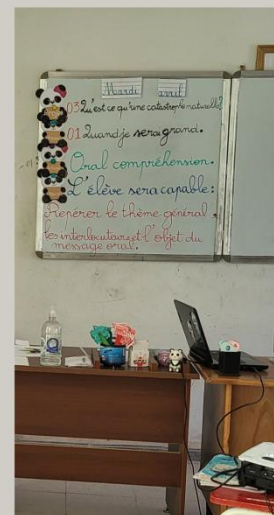 Mardi avril
03 Qu'est ce qu'une catastrophe naturelle?
01 Quand je serai grand.
Oral compréhension.
L'élève sera capable:
Repérer le thème général,
les interlocuteurs et l'objet du
message oral.